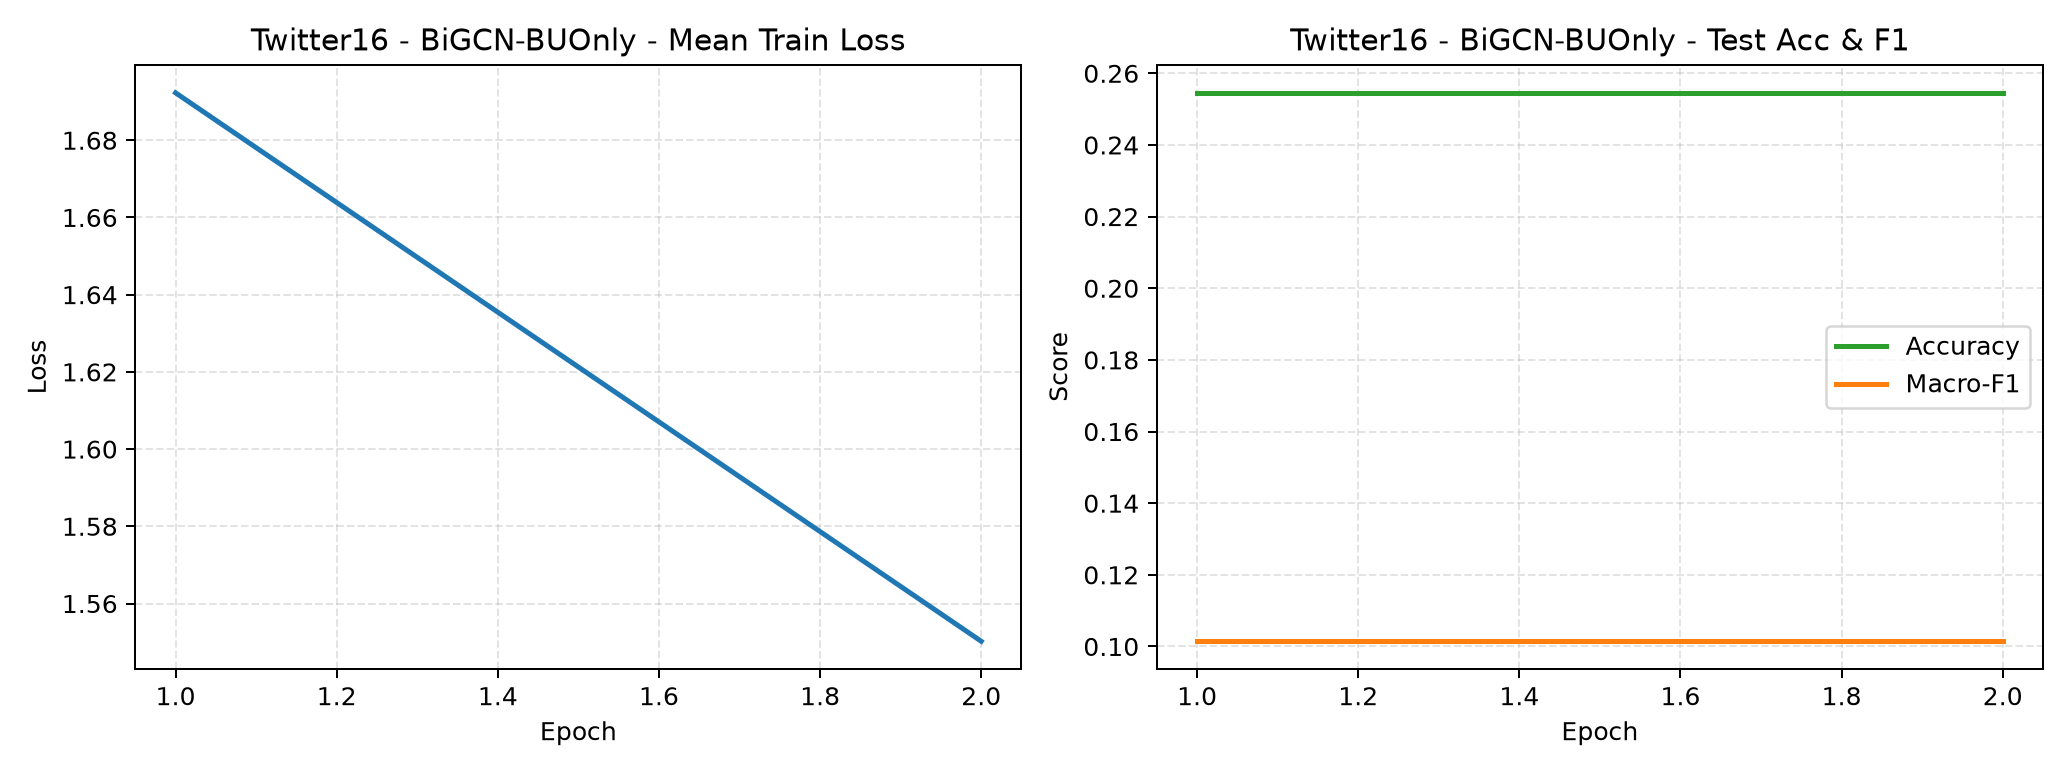 Twitter16 - BiGCN-BUOnly - Mean Train Loss
1.68
1.66
1.64
1.62
1.60
1.58
1.56
Loss
1.0 1.2 1.4 1.6 1.8 2.0
Epoch
Twitter16 - BiGCN-BUOnly - Test Acc & F1
0.26
0.24
0.22
0.20
0.18
0.16
0.14
0.12
0.10
Score
Accuracy
Macro-F1
1.0 1.2 1.4 1.6 1.8 2.0
Epoch